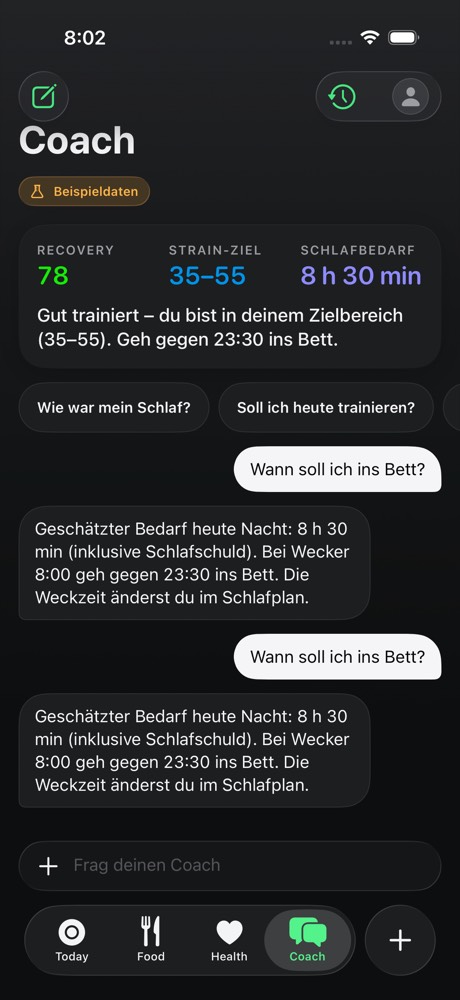 8:02
Coach
Beispieldaten
RECOVERY STRAIN-ZIEL SCHLAFBEDARF
78 35–55 8 h 30 min
Gut trainiert – du bist in deinem Zielbereich
(35–55). Geh gegen 23:30 ins Bett.
Wie war mein Schlaf? Soll ich heute trainieren?
Wann soll ich ins Bett?
Geschätzter Bedarf heute Nacht: 8 h 30
min (inklusive Schlafschuld). Bei Wecker
8:00 geh gegen 23:30 ins Bett. Die
Weckzeit änderst du im Schlafplan.
Wann soll ich ins Bett?
Geschätzter Bedarf heute Nacht: 8 h 30
min (inklusive Schlafschuld). Bei Wecker
8:00 geh gegen 23:30 ins Bett. Die
Weckzeit änderst du im Schlafplan.
Frag deinen Coach
Today Food Health Coach